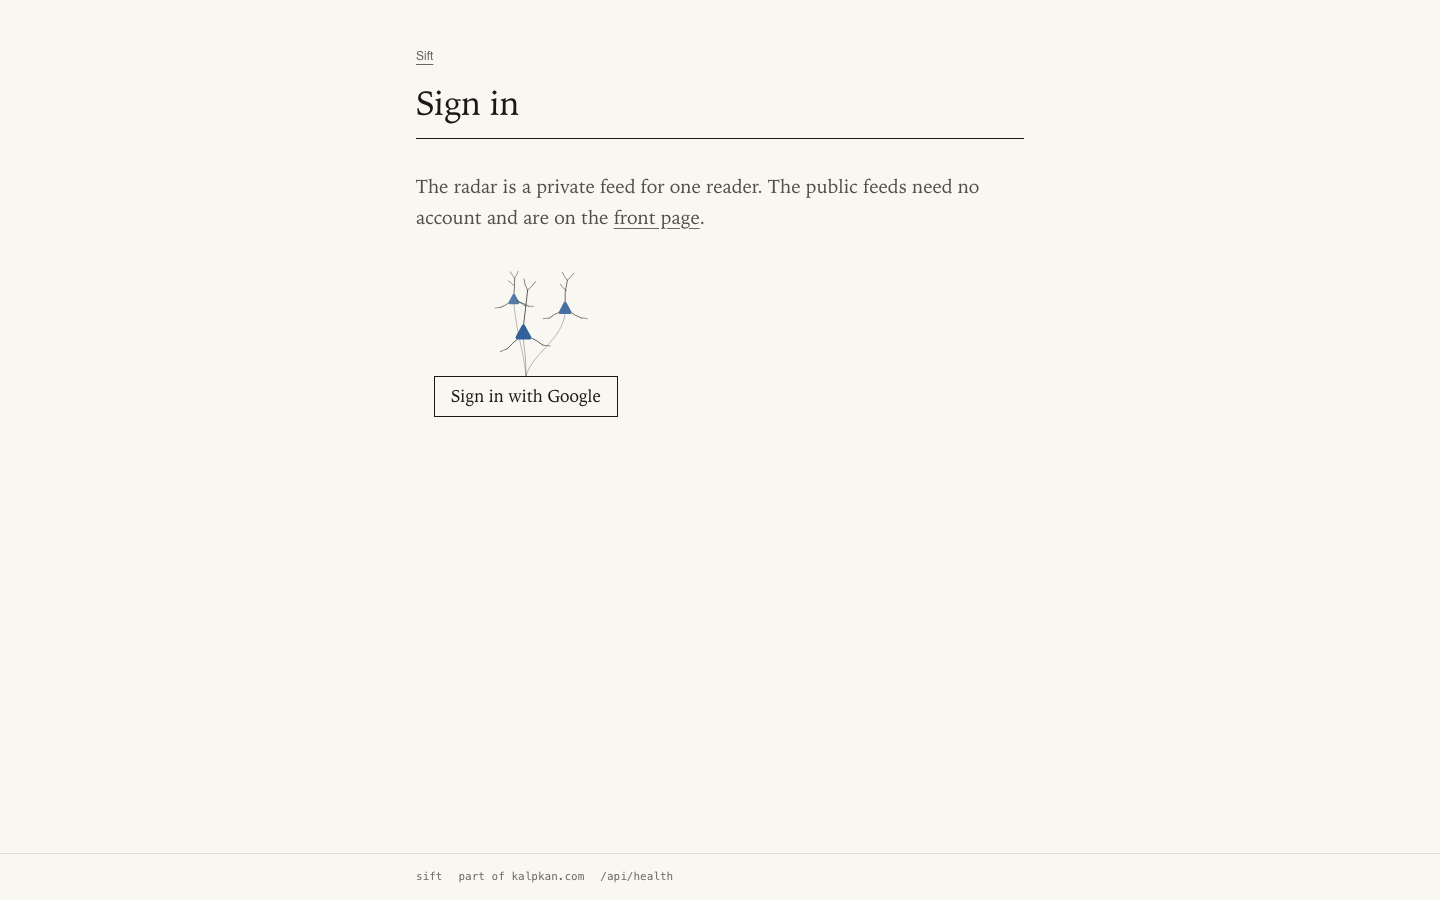 Sift
Sign in
The radar is a private feed for one reader. The public feeds need no
account and are on the front page.
Sign in with Google
sift part of kalpkan.com /api/health